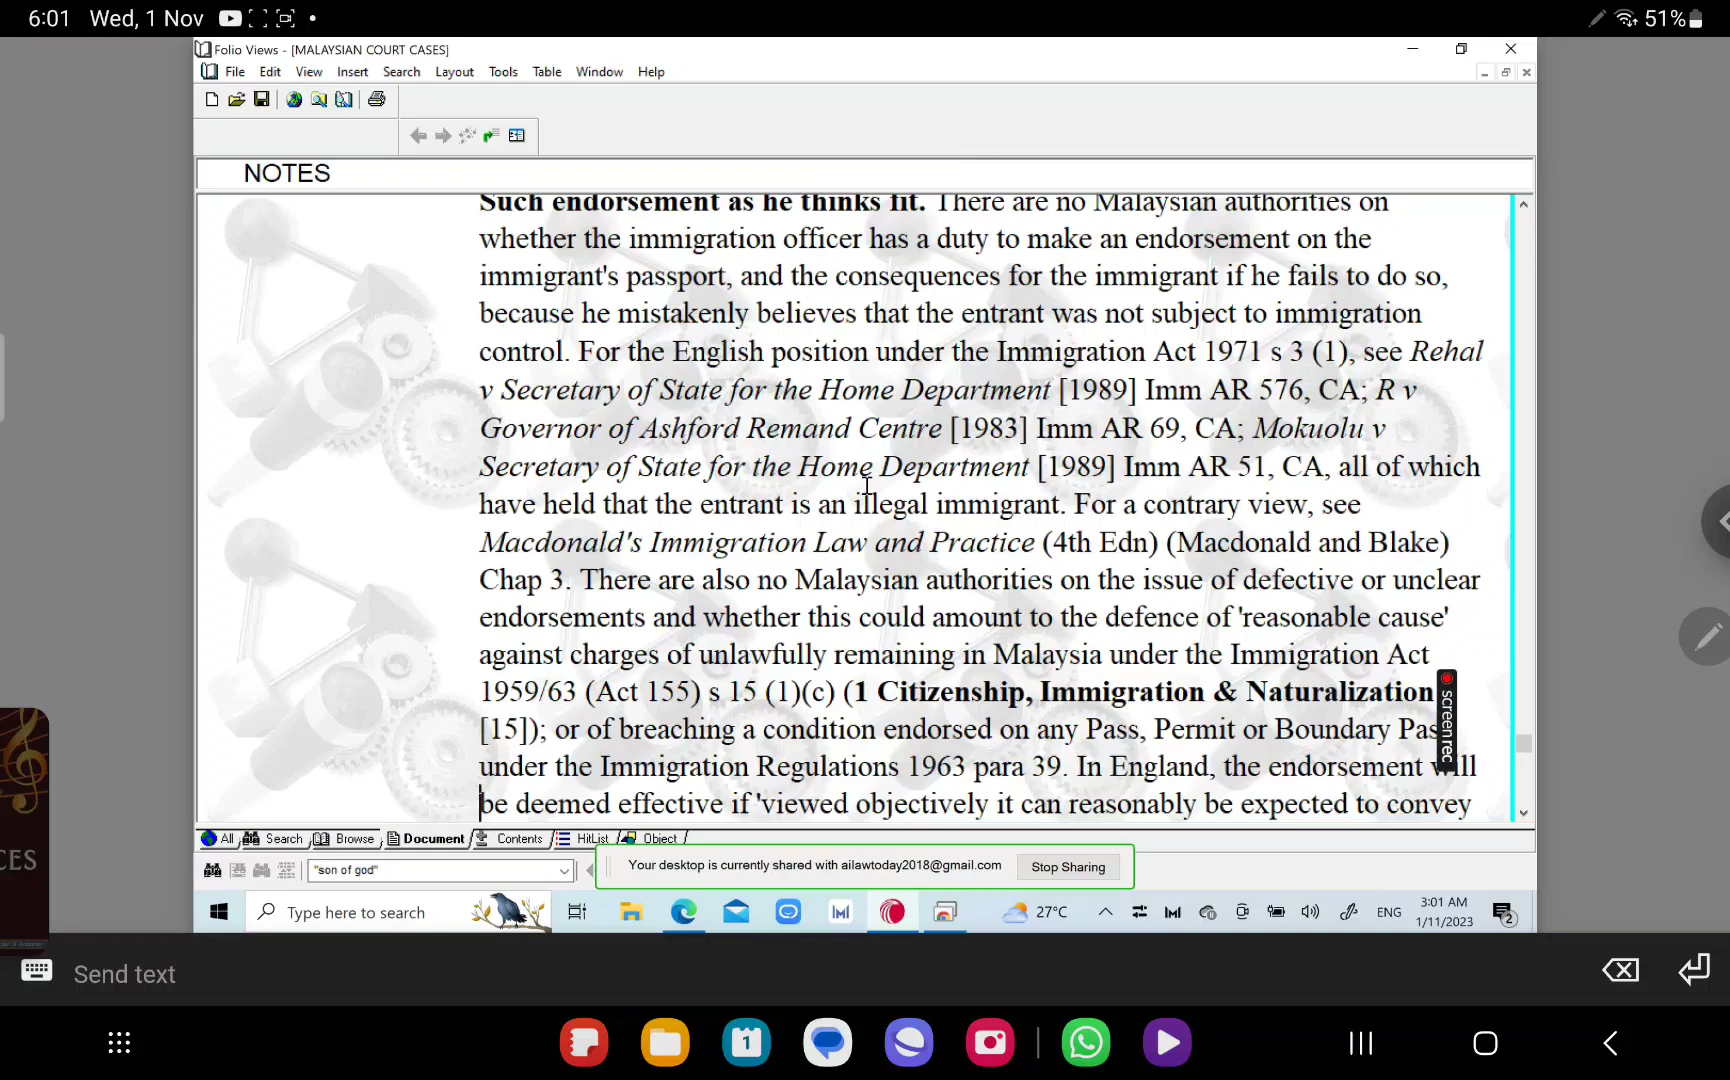 6:01 Wed, 1 Nov
51%
Folio Views - [MALAYSIAN COURT CASES]
File Edit View Insert Search Layout Tools Table Window Help
NOTES
Such endorsement as he thinks fit. There are no Malaysian authorities on
whether the immigration officer has a duty to make an endorsement on the
immigrant's passport, and the consequences for the immigrant if he fails to do so,
because he mistakenly believes that the entrant was not subject to immigration
control. For the English position under the Immigration Act 1971 s 3 (1), see Rehal
v Secretary of State for the Home Department [1989] Imm AR 576, CA; R v
Governor of Ashford Remand Centre [1983] Imm AR 69, CA; Mokuolu v
Secretary of State for the Home Department [1989] Imm AR 51, CA, all of which
have held that the entrant is an illegal immigrant. For a contrary view, see
Macdonald's Immigration Law and Practice (4th Edn) (Macdonald and Blake)
Chap 3. There are also no Malaysian authorities on the issue of defective or unclear
endorsements and whether this could amount to the defence of 'reasonable cause'
against charges of unlawfully remaining in Malaysia under the Immigration Act
1959/63 (Act 155) s 15 (1)(c) (1 Citizenship, Immigration & Naturalization
[15]); or of breaching a condition endorsed on any Pass, Permit or Boundary Pas
under the Immigration Regulations 1963 para 39. In England, the endorsement will
be deemed effective if 'viewed objectively it can reasonably be expected to convey
screen rec
All Search Browse Document Contents HitList Object
"son of god"
Your desktop is currently shared with ailawtoday2018@gmail.com Stop Sharing
Type here to search
27°C
ENG
3:01 AM
1/11/2023
2
CES
Send text
1